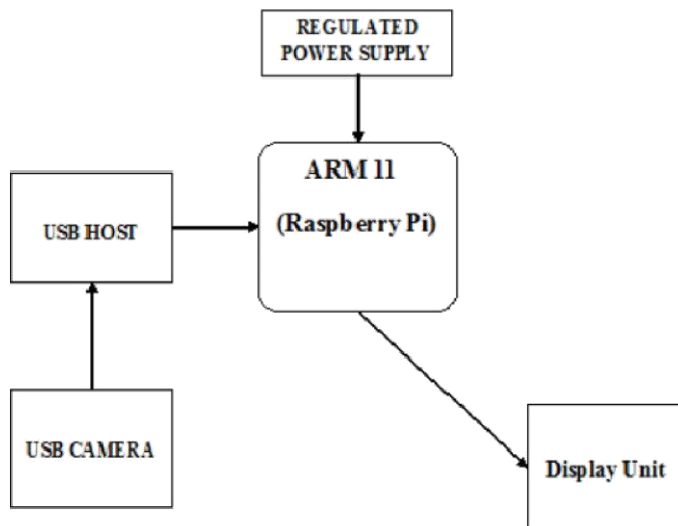 REGULATED
POWER SUPPLY
ARM 11
(Raspberry Pi)
USB HOST
USB CAMERA
Display Unit